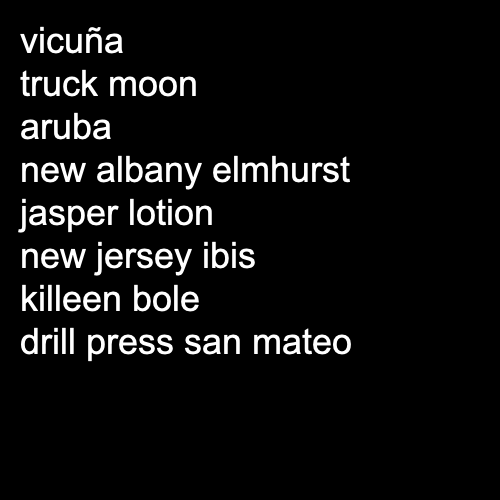 vicuña
truck moon
aruba
new albany elmhurst
jasper lotion
new jersey ibis
killeen bole
drill press san mateo